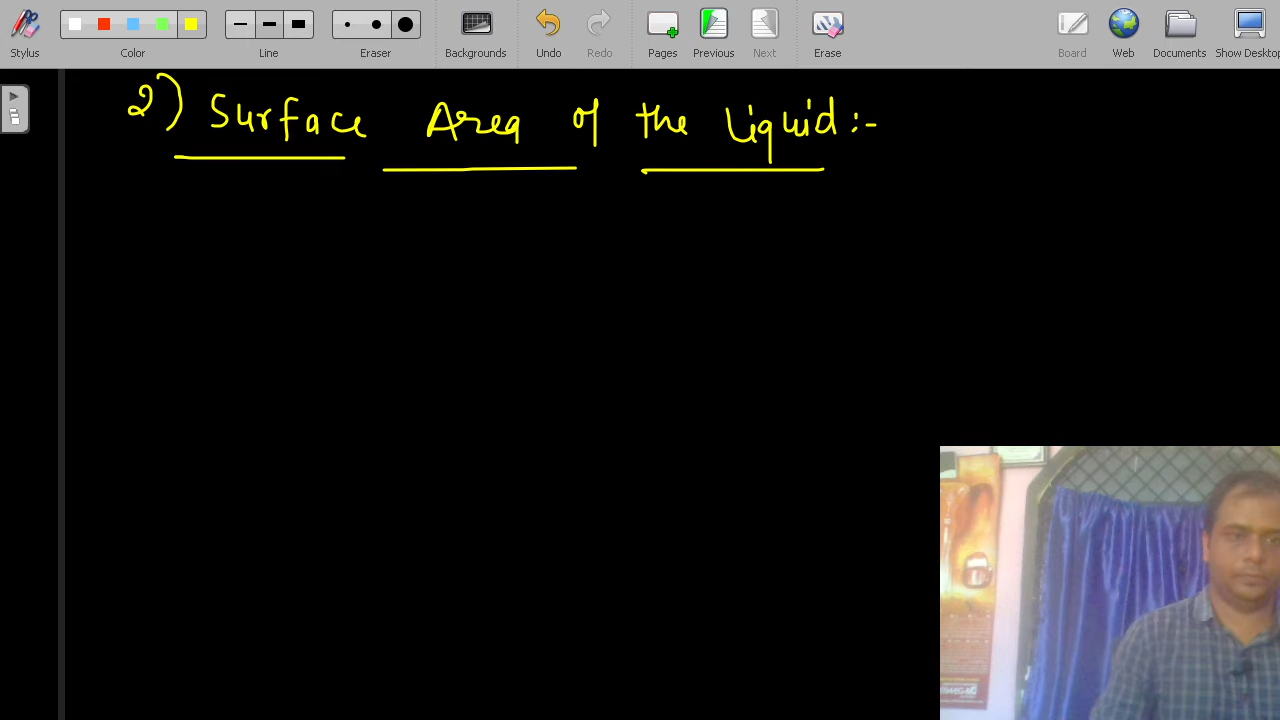 Stylus Color Line Eraser Backgrounds Undo Redo Pages Previous Next Erase Board Web Documents Show Deskto
2) Surface Area of the Liquid :-